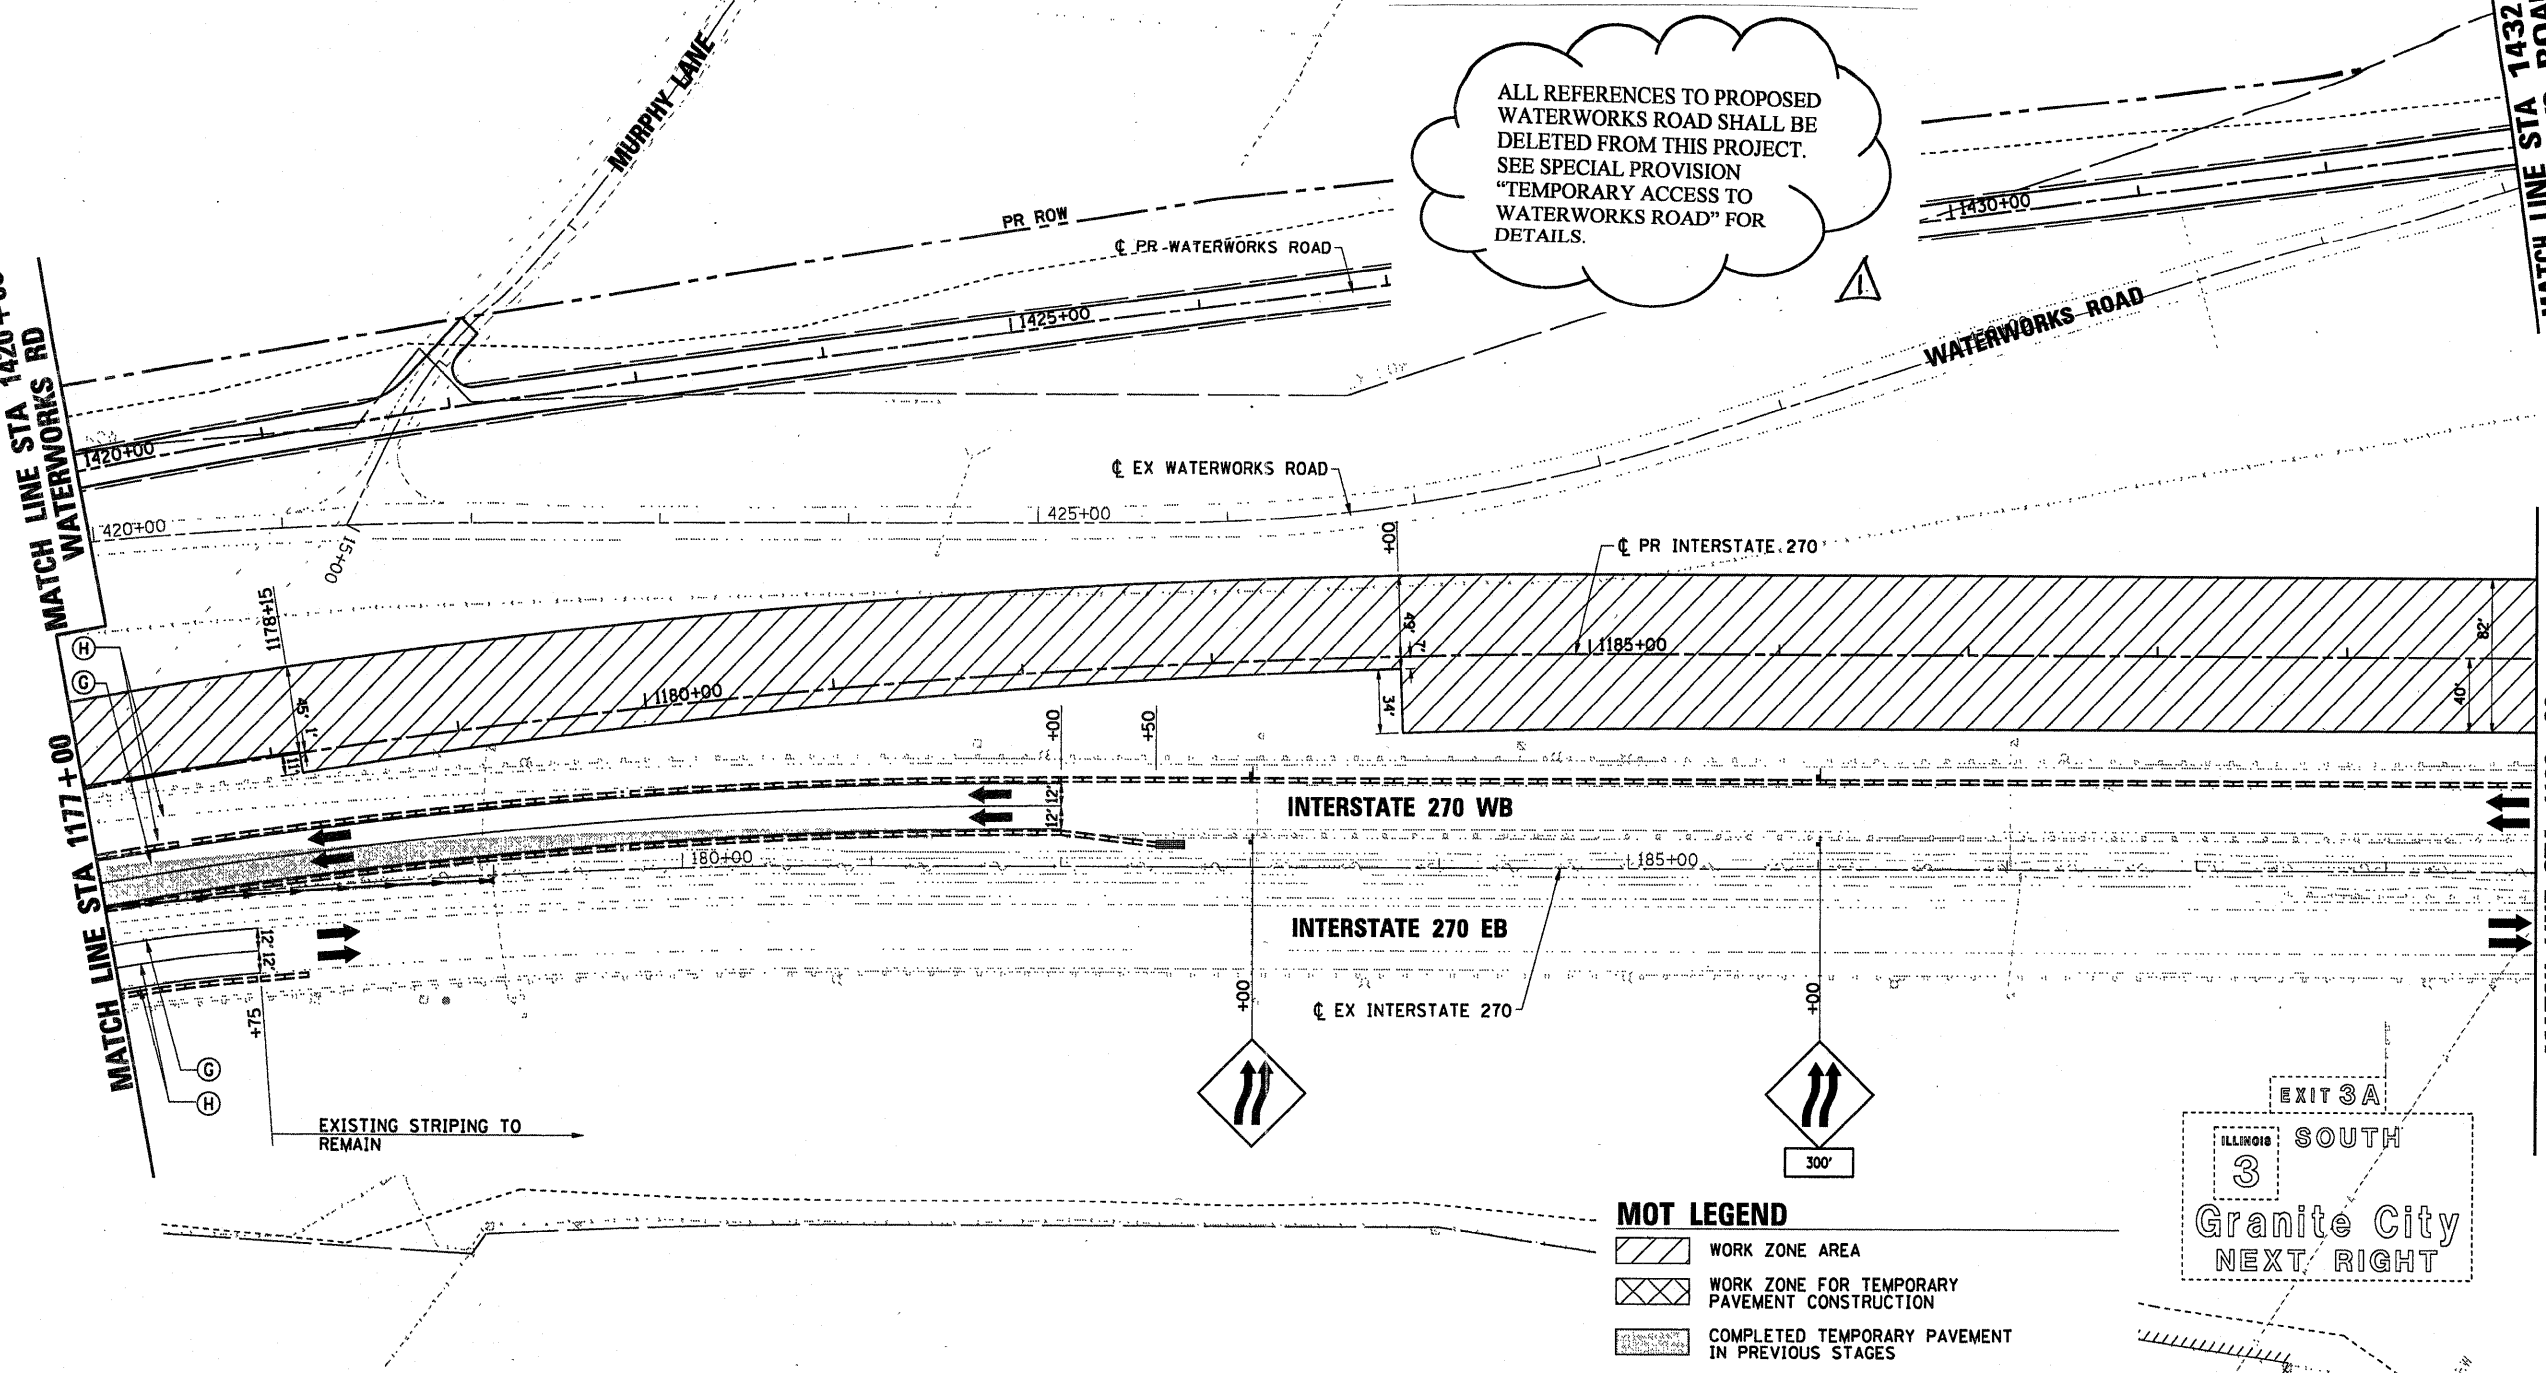 MURPHY LANE
ALL REFERENCES TO PROPOSED
WATERWORKS ROAD SHALL BE
DELETED FROM THIS PROJECT.
SEE SPECIAL PROVISION
“TEMPORARY ACCESS TO
WATERWORKS ROAD” FOR
DETAILS.
1
MATCH LINE STA 1432
PR ROW
℄ PR WATERWORKS ROAD
1430+00
1425+00
WATERWORKS ROAD
MATCH LINE STA 1420+00
WATERWORKS RD
1420+00
℄ EX WATERWORKS ROAD
420+00
425+00
15+00
+00
℄ PR INTERSTATE 270
1178+15
H
G
49'
7'
1185+00
82'
1180+00
45'
1'
11'
34'
40'
+00
+50
MATCH LINE STA 1177+00
12'
12'
INTERSTATE 270 WB
180+00
185+00
INTERSTATE 270 EB
12'
12'
+75
+00
℄ EX INTERSTATE 270
+00
G
H
EXISTING STRIPING TO
REMAIN
300'
EXIT 3A
ILLINOIS
3
SOUTH
Granite City
NEXT RIGHT
MOT LEGEND
WORK ZONE AREA
WORK ZONE FOR TEMPORARY
PAVEMENT CONSTRUCTION
COMPLETED TEMPORARY PAVEMENT
IN PREVIOUS STAGES